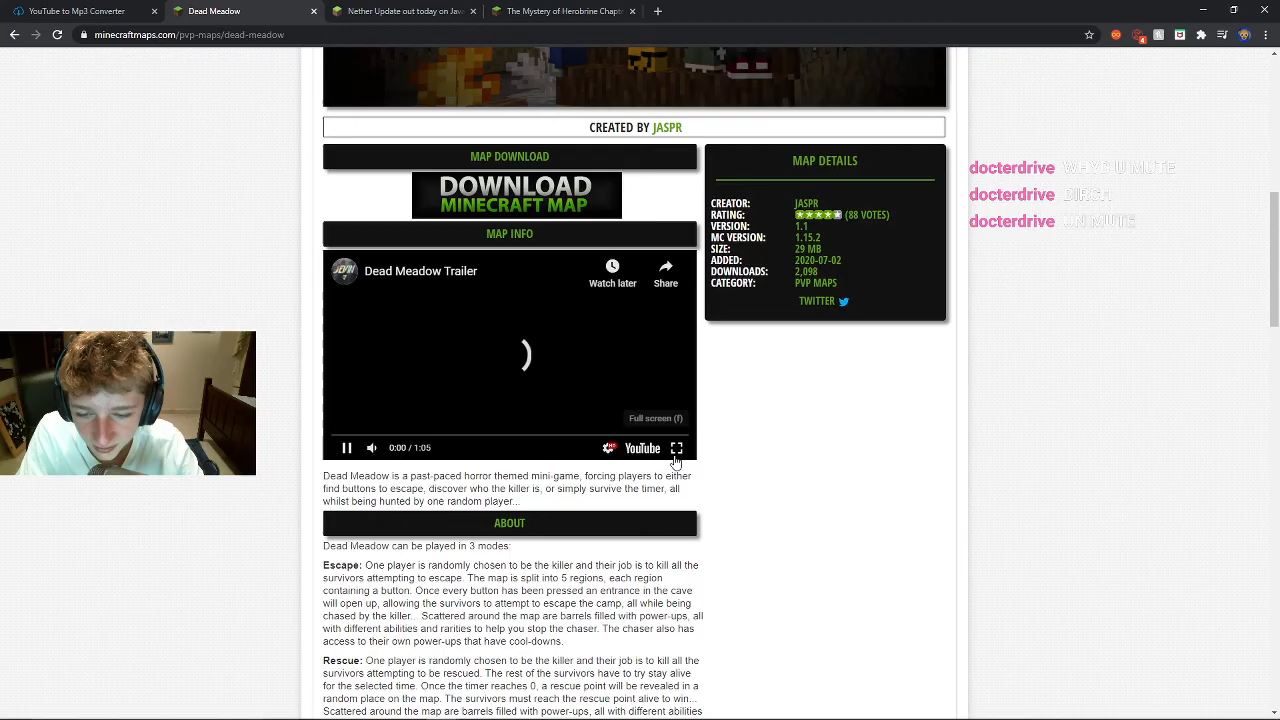 YouTube to Mp3 Converter
Dead Meadow
Nether Update out today on Java
The Mystery of Herobrine Chapt
minecraftmaps.com/pvp-maps/dead-meadow
4
CREATED BY JASPR
MAP DOWNLOAD
DOWNLOAD
MINECRAFT MAP
MAP INFO
Dead Meadow Trailer
Watch later
Share
Full screen (f)
0:00 / 1:05
HD
YouTube
Dead Meadow is a past-paced horror themed mini-game, forcing players to either
find buttons to escape, discover who the killer is, or simply survive the timer, all
whilst being hunted by one random player...
ABOUT
Dead Meadow can be played in 3 modes:
Escape: One player is randomly chosen to be the killer and their job is to kill all the
survivors attempting to escape. The map is split into 5 regions, each region
containing a button. Once every button has been pressed an entrance in the cave
will open up, allowing the survivors to attempt to escape the camp, all while being
chased by the killer... Scattered around the map are barrels filled with power-ups, all
with different abilities and rarities to help you stop the chaser. The chaser also has
access to their own power-ups that have cool-downs.
Rescue: One player is randomly chosen to be the killer and their job is to kill all the
survivors attempting to be rescued. The rest of the survivors have to try stay alive
for the selected time. Once the timer reaches 0, a rescue point will be revealed in a
random place on the map. The survivors must reach the rescue point alive to win...
Scattered around the map are barrels filled with power-ups, all with different abilities
MAP DETAILS
CREATOR: JASPR
RATING: (88 VOTES)
VERSION: 1.1
MC VERSION: 1.15.2
SIZE: 29 MB
ADDED: 2020-07-02
DOWNLOADS: 2,098
CATEGORY: PVP MAPS
TWITTER
docterdrive WHYD U MUTE
docterdrive BIRCH
docterdrive UN MUTE